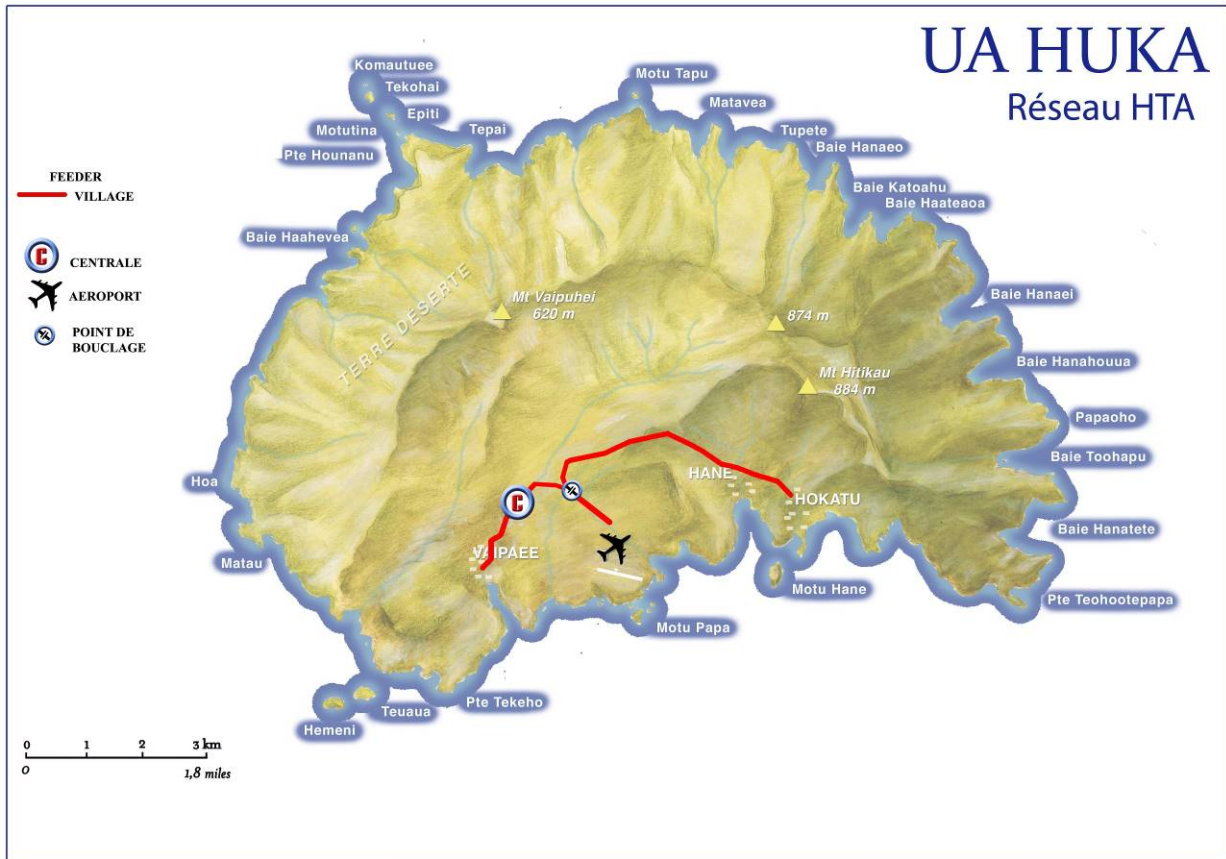 UA HUKA
Réseau HTA
FEEDER
VILLAGE
C
CENTRALE
AEROPORT
POINT DE
BOUCLAGE
Komautuee
Tekohai
Epiti
Motutina
Pte Hounanu
Tepai
Motu Tapu
Matavea
Tupete
Baie Hanaeo
Baie Katoahu
Baie Haateaoa
Baie Haahevea
TERRE DÉSERTE
Mt Vaipuhei
620 m
874 m
Mt Hitikau
884 m
Baie Hanaei
Baie Hanahouua
Papaoho
Baie Toohapu
Baie Hanatete
Pte Teohootepapa
Hoa
Matau
C
HANE
HOKATU
VAIPAEE
Motu Hane
Motu Papa
Pte Tekeho
Teuaua
Hemeni
0 1 2 3 km
0 1,8 miles